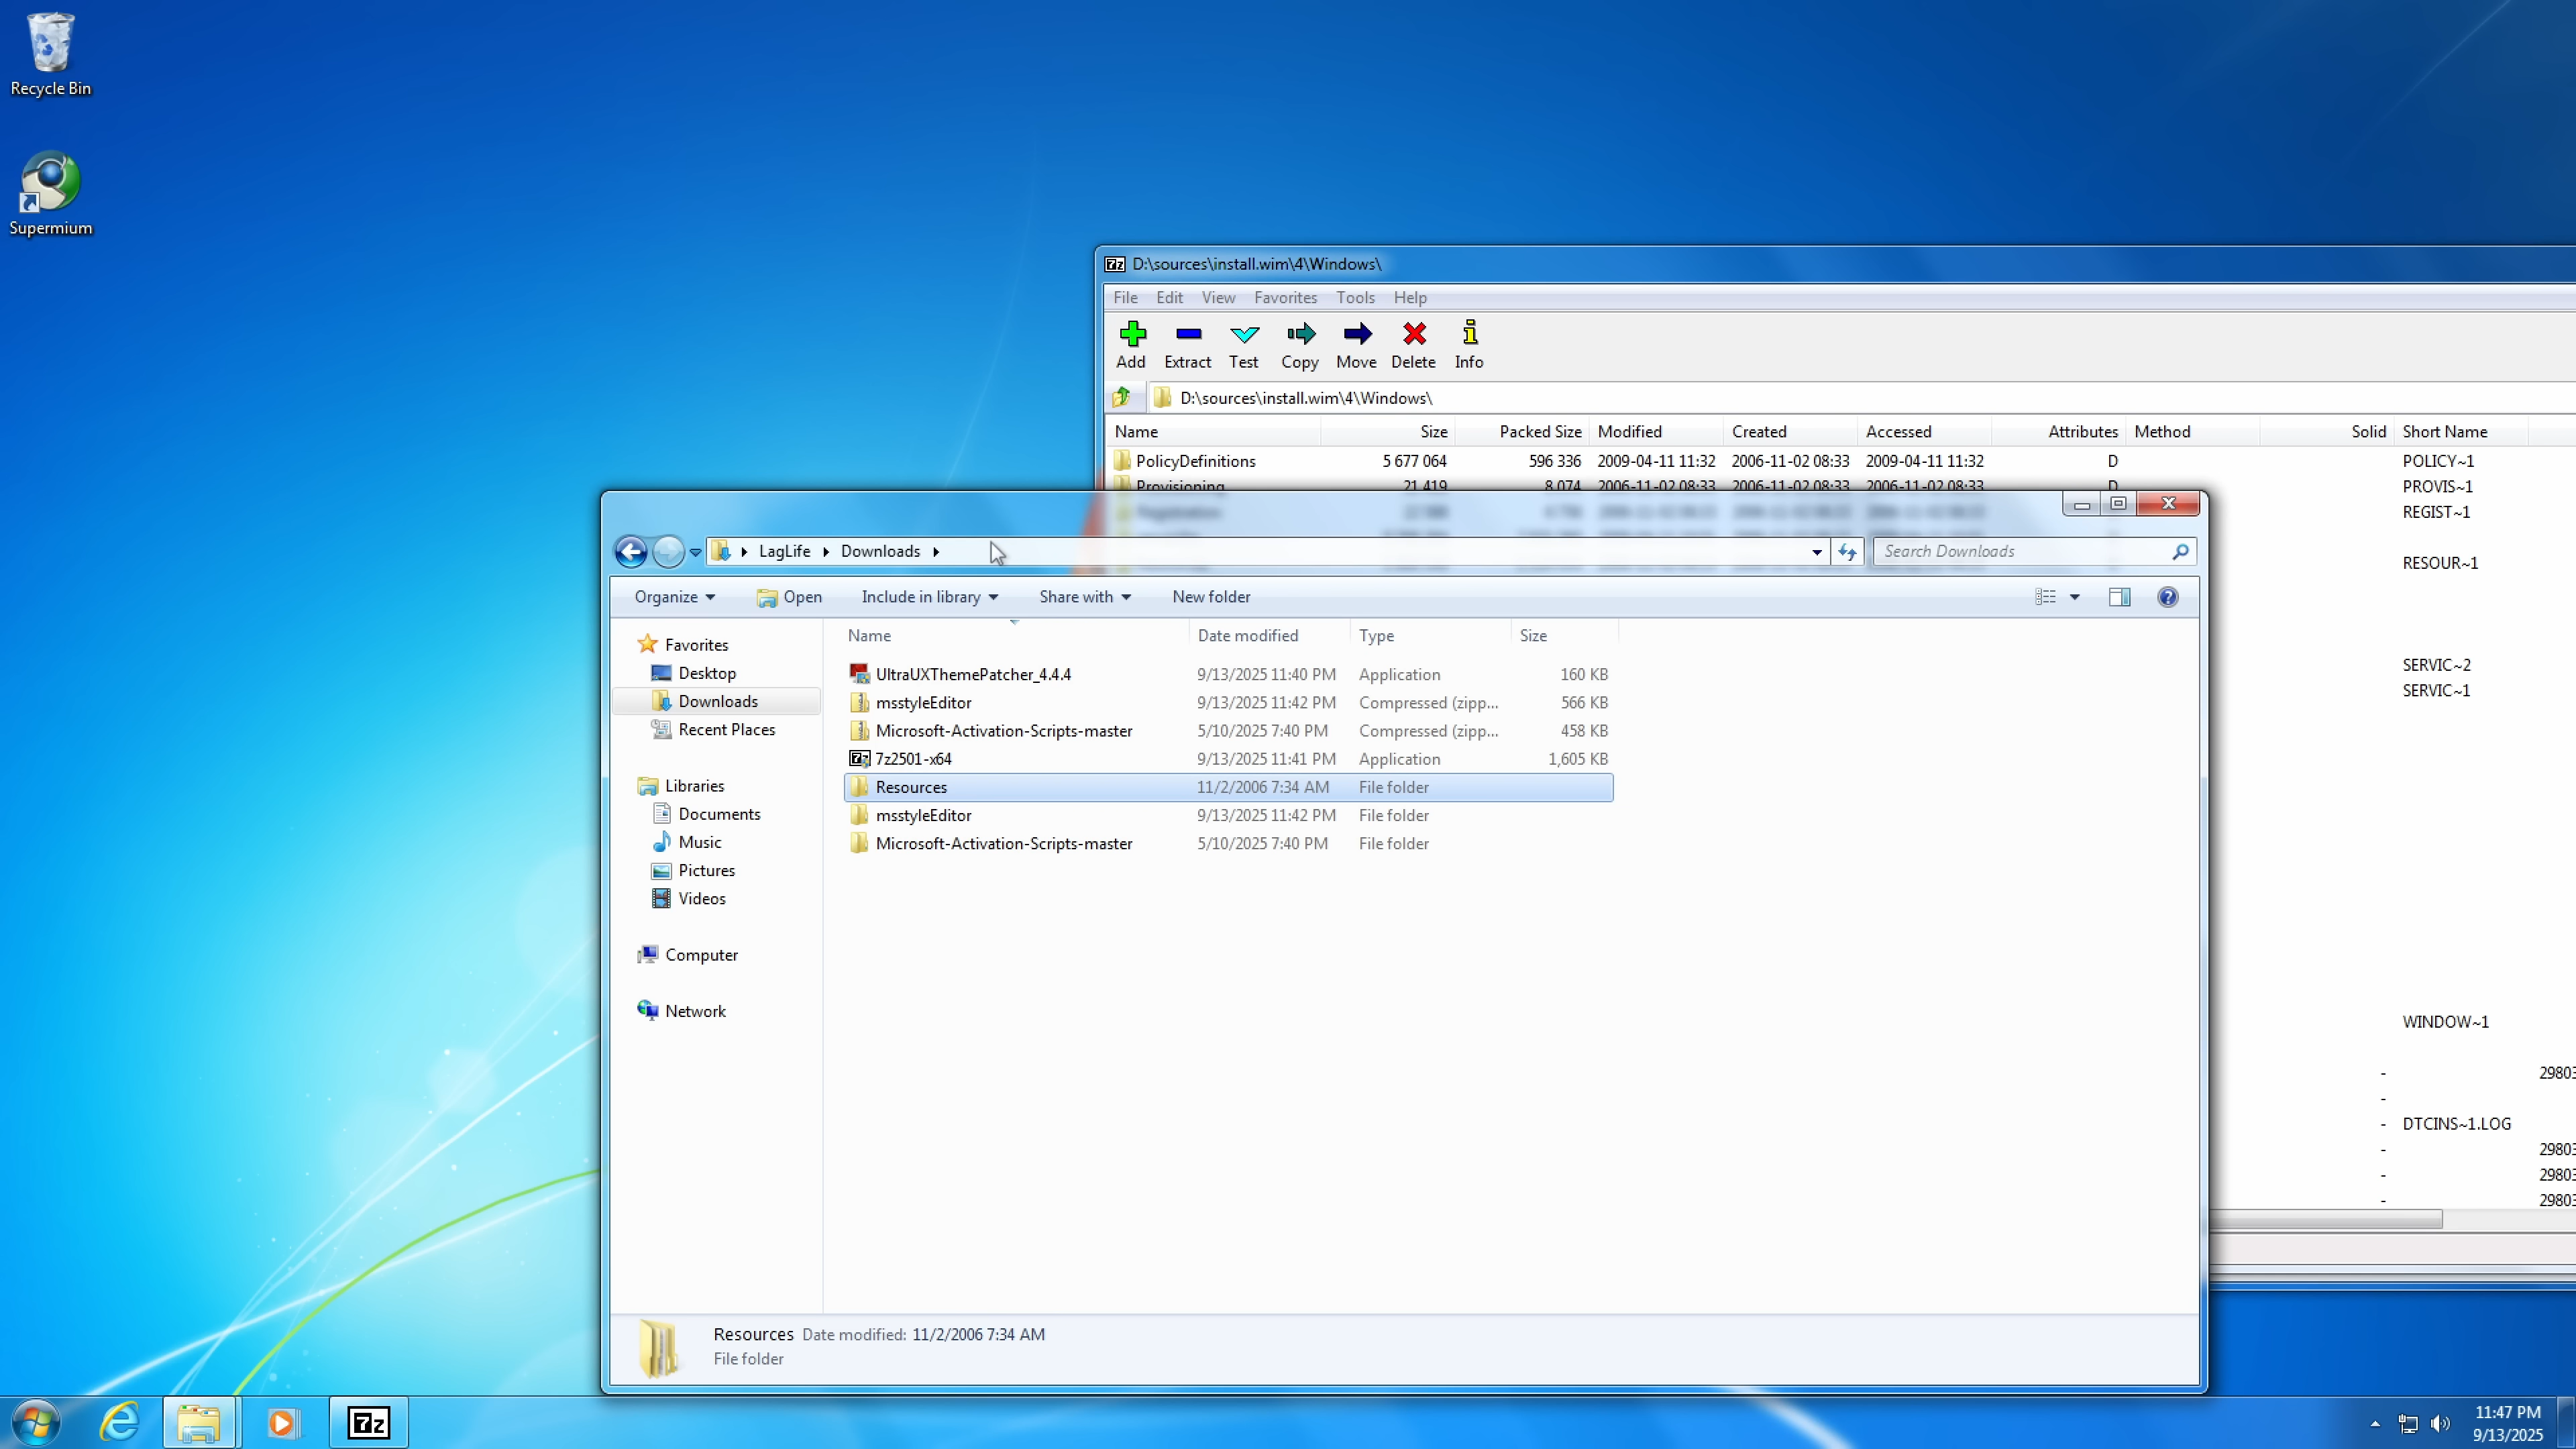 Recycle Bin
Supermium
7z D:\sources\install.wim\4\Windows\
File Edit View Favorites Tools Help
Add Extract Test Copy Move Delete Info
D:\sources\install.wim\4\Windows\
Name Size Packed Size Modified Created Accessed Attributes Method Solid Short Name
PolicyDefinitions 5 677 064 596 336 2009-04-11 11:32 2006-11-02 08:33 2009-04-11 11:32 D POLICY~1
Provisioning 21 419 8 074 2006-11-02 08:33 2006-11-02 08:33 2006-11-02 08:33 D PROVIS~1
REGIST~1
RESOUR~1
SERVIC~2
SERVIC~1
WINDOW~1
- 29803
-
- DTCINS~1.LOG
- 29803
- 29803
- 29803
LagLife Downloads
Search Downloads
Organize Open Include in library Share with New folder
Favorites
Desktop
Downloads
Recent Places
Libraries
Documents
Music
Pictures
Videos
Computer
Network
Name Date modified Type Size
UltraUXThemePatcher_4.4.4 9/13/2025 11:40 PM Application 160 KB
msstyleEditor 9/13/2025 11:42 PM Compressed (zipp... 566 KB
Microsoft-Activation-Scripts-master 5/10/2025 7:40 PM Compressed (zipp... 458 KB
7z2501-x64 9/13/2025 11:41 PM Application 1,605 KB
Resources 11/2/2006 7:34 AM File folder
msstyleEditor 9/13/2025 11:42 PM File folder
Microsoft-Activation-Scripts-master 5/10/2025 7:40 PM File folder
Resources Date modified: 11/2/2006 7:34 AM
File folder
7z
11:47 PM
9/13/2025